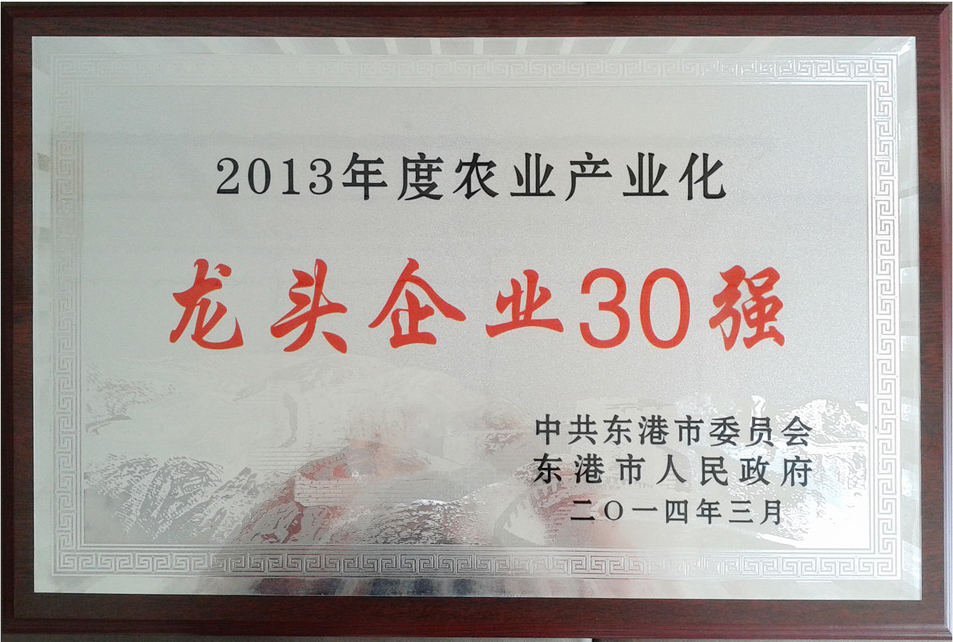 2013年度农业产业化
龙头企业30强
中共东港市委员会
东港市人民政府
二〇一四年三月